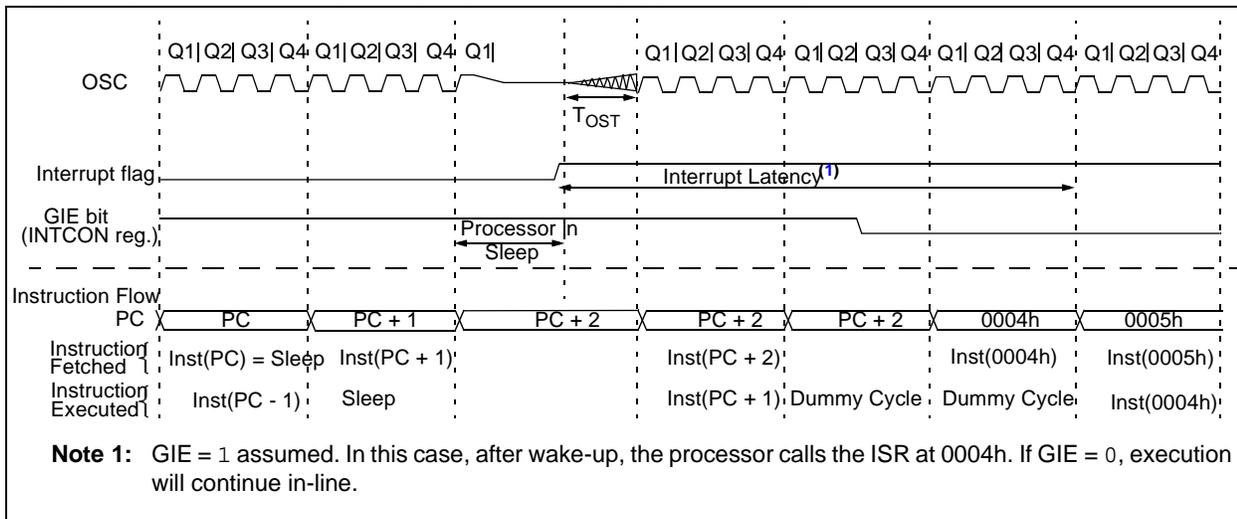 Q1| Q2| Q3| Q4 Q1| Q2| Q3| Q4 Q1| Q1| Q2| Q3| Q4 Q1| Q2| Q3| Q4 Q1| Q2| Q3| Q4 Q1| Q2| Q3| Q4
OSC
TOST
Interrupt flag
Interrupt Latency(1)
GIE bit
(INTCON reg.)
Processor in
Sleep
Instruction Flow
PC PC PC + 1 PC + 2 PC + 2 PC + 2 0004h 0005h
Instruction
Fetched { Inst(PC) = Sleep Inst(PC + 1) Inst(PC + 2) Inst(0004h) Inst(0005h)
Instruction
Executed { Inst(PC - 1) Sleep Inst(PC + 1) Dummy Cycle Dummy Cycle Inst(0004h)
Note 1: GIE = 1 assumed. In this case, after wake-up, the processor calls the ISR at 0004h. If GIE = 0, execution
will continue in-line.